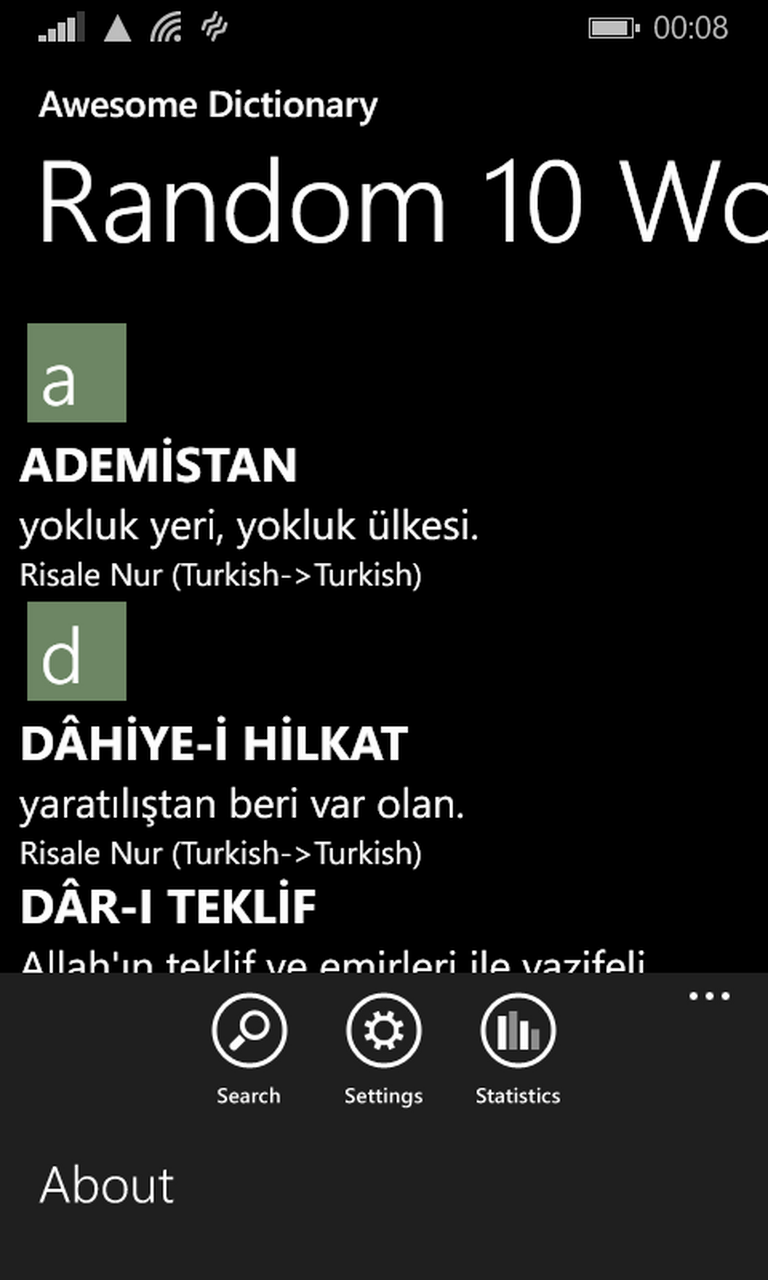 00:08
Awesome Dictionary
Random 10 Wo
a
ADEMİSTAN
yokluk yeri, yokluk ülkesi.
Risale Nur (Turkish->Turkish)
d
DÂHİYE-İ HİLKAT
yaratılıştan beri var olan.
Risale Nur (Turkish->Turkish)
DÂR-I TEKLİF
Allah'ın teklif ve emirleri ile vazifeli
Search
Settings
Statistics
About